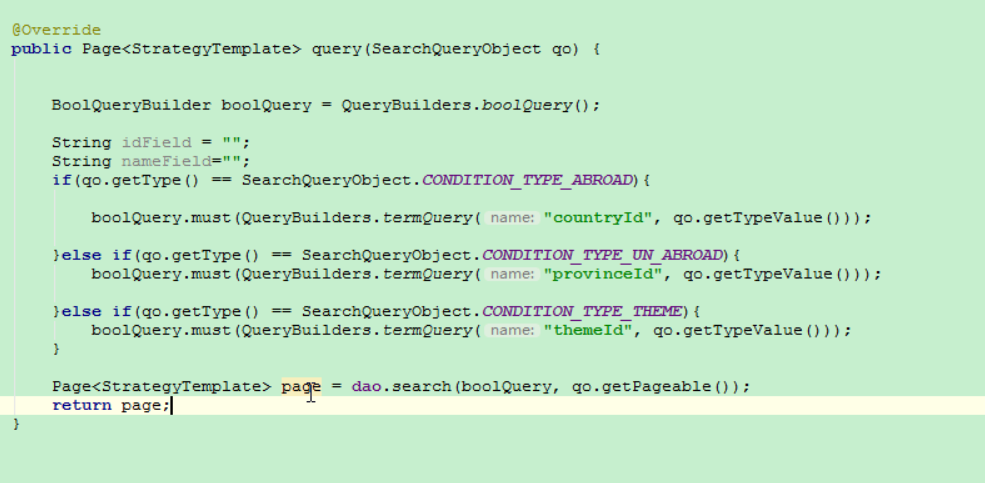 @Override
public Page<StrategyTemplate> query(SearchQueryObject qo) {
BoolQueryBuilder boolQuery = QueryBuilders.boolQuery();
String idField = "";
String nameField="";
if(qo.getType() == SearchQueryObject.CONDITION_TYPE_ABROAD){
boolQuery.must(QueryBuilders.termQuery( name: "countryId", qo.getTypeValue()));
}else if(qo.getType() == SearchQueryObject.CONDITION_TYPE_UN_ABROAD){
boolQuery.must(QueryBuilders.termQuery( name: "provinceId", qo.getTypeValue()));
}else if(qo.getType() == SearchQueryObject.CONDITION_TYPE_THEME){
boolQuery.must(QueryBuilders.termQuery( name: "themeId", qo.getTypeValue()));
}
Page<StrategyTemplate> page = dao.search(boolQuery, qo.getPageable());
return page;
}